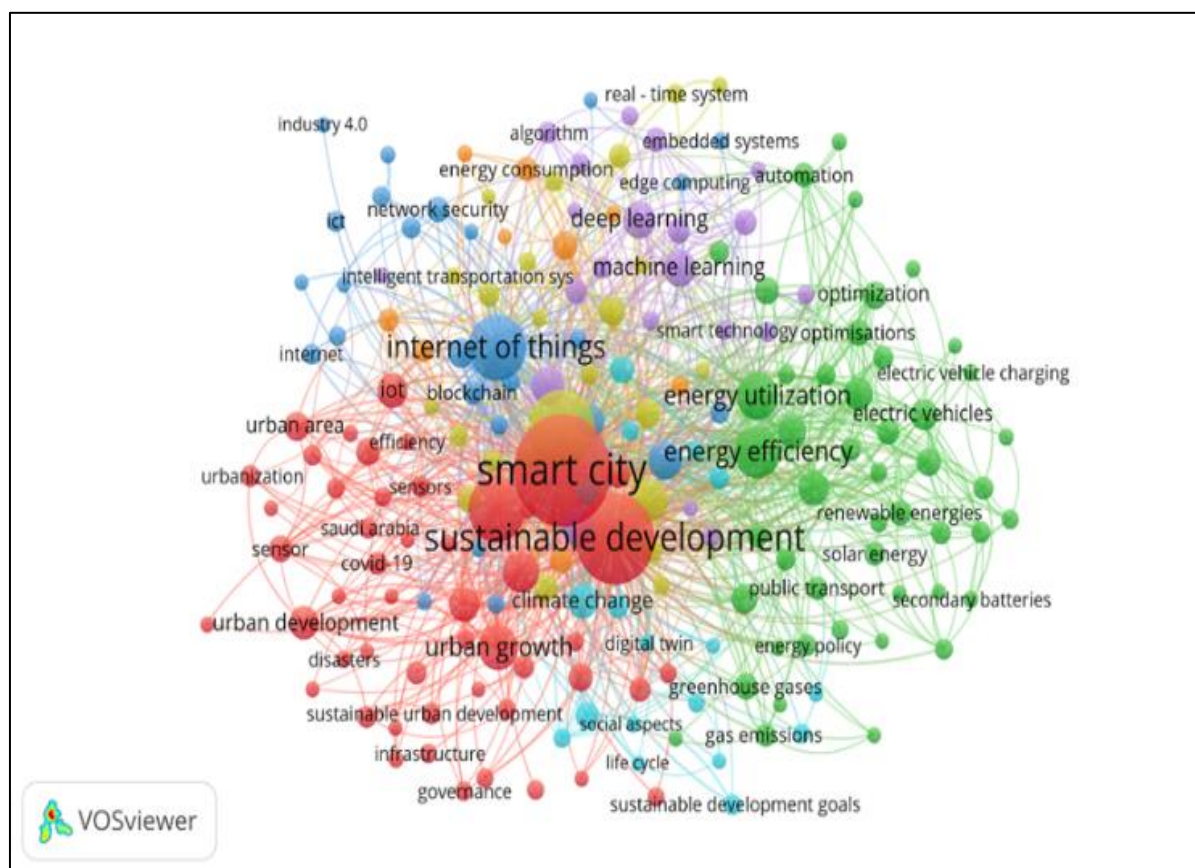 real - time system
industry 4.0
algorithm
embedded systems
energy consumption
edge computing
automation
ict
network security
deep learning
intelligent transportation sys
machine learning
optimization
smart technology
optimisations
internet
internet of things
electric vehicle charging
iot
blockchain
energy utilization
electric vehicles
urban area
efficiency
energy efficiency
urbanization
sensors
smart city
renewable energies
saudi arabia
sensor
sustainable development
solar energy
covid-19
public transport
climate change
secondary batteries
urban development
urban growth
digital twin
energy policy
disasters
greenhouse gases
sustainable urban development
social aspects
gas emissions
infrastructure
life cycle
governance
sustainable development goals
VOSviewer